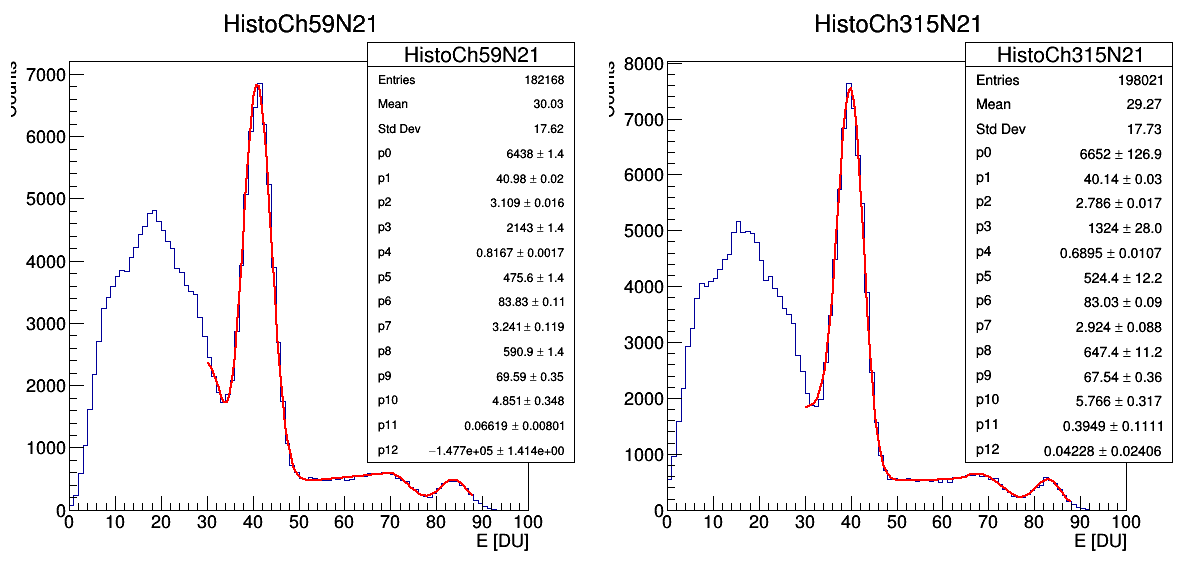 HistoCh59N21
HistoCh59N21
Entries 182168
Mean 30.03
Std Dev 17.62
p0 6438 ± 1.4
p1 40.98 ± 0.02
p2 3.109 ± 0.016
p3 2143 ± 1.4
p4 0.8167 ± 0.0017
p5 475.6 ± 1.4
p6 83.83 ± 0.11
p7 3.241 ± 0.119
p8 590.9 ± 1.4
p9 69.59 ± 0.35
p10 4.851 ± 0.348
p11 0.06619 ± 0.00801
p12 −1.477e+05 ± 1.414e+00
7000
6000
5000
4000
3000
2000
1000
0
0 10 20 30 40 50 60 70 80 90 100
E [DU]
HistoCh315N21
HistoCh315N21
Entries 198021
Mean 29.27
Std Dev 17.73
p0 6652 ± 126.9
p1 40.14 ± 0.03
p2 2.786 ± 0.017
p3 1324 ± 28.0
p4 0.6895 ± 0.0107
p5 524.4 ± 12.2
p6 83.03 ± 0.09
p7 2.924 ± 0.088
p8 647.4 ± 11.2
p9 67.54 ± 0.36
p10 5.766 ± 0.317
p11 0.3949 ± 0.1111
p12 0.04228 ± 0.02406
8000
7000
6000
5000
4000
3000
2000
1000
0
0 10 20 30 40 50 60 70 80 90 100
E [DU]